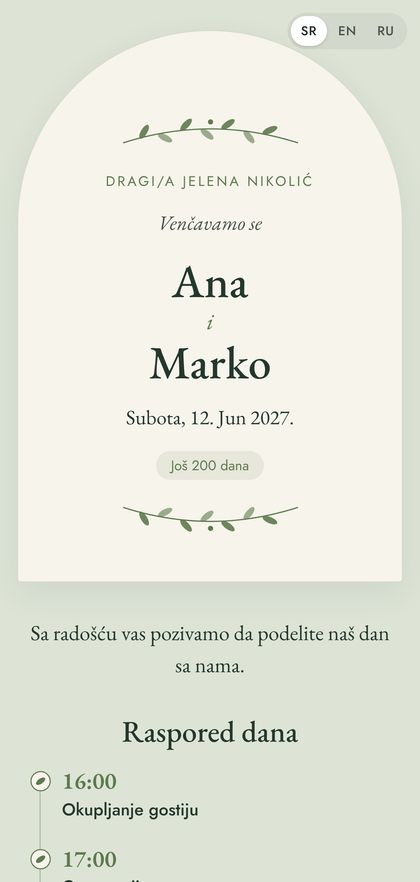 SR EN RU
DRAGI/A JELENA NIKOLIĆ
Venčavamo se
Ana
i
Marko
Subota, 12. Jun 2027.
Još 200 dana
Sa radošću vas pozivamo da podelite naš dan
sa nama.
Raspored dana
16:00
Okupljanje gostiju
17:00